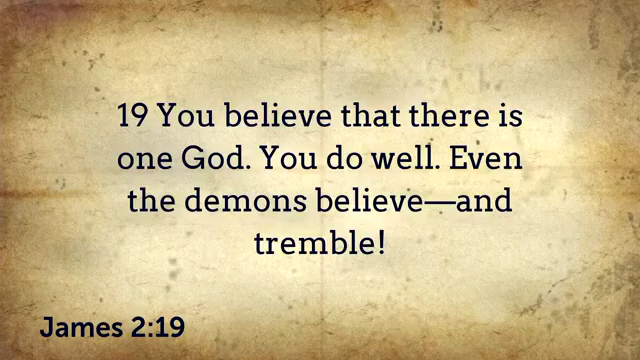 19 You believe that there is
one God. You do well. Even
the demons believe—and
tremble!
James 2:19